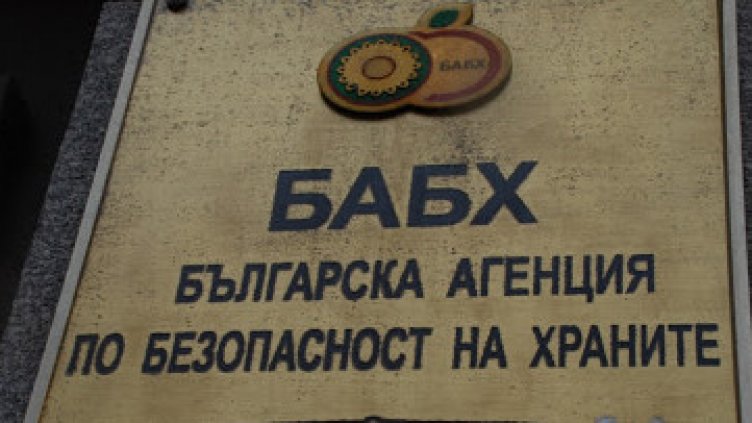 БАБХ
БАБХ
БЪЛГАРСКА АГЕНЦИЯ
ПО БЕЗОПАСНОСТ НА ХРАНИТЕ